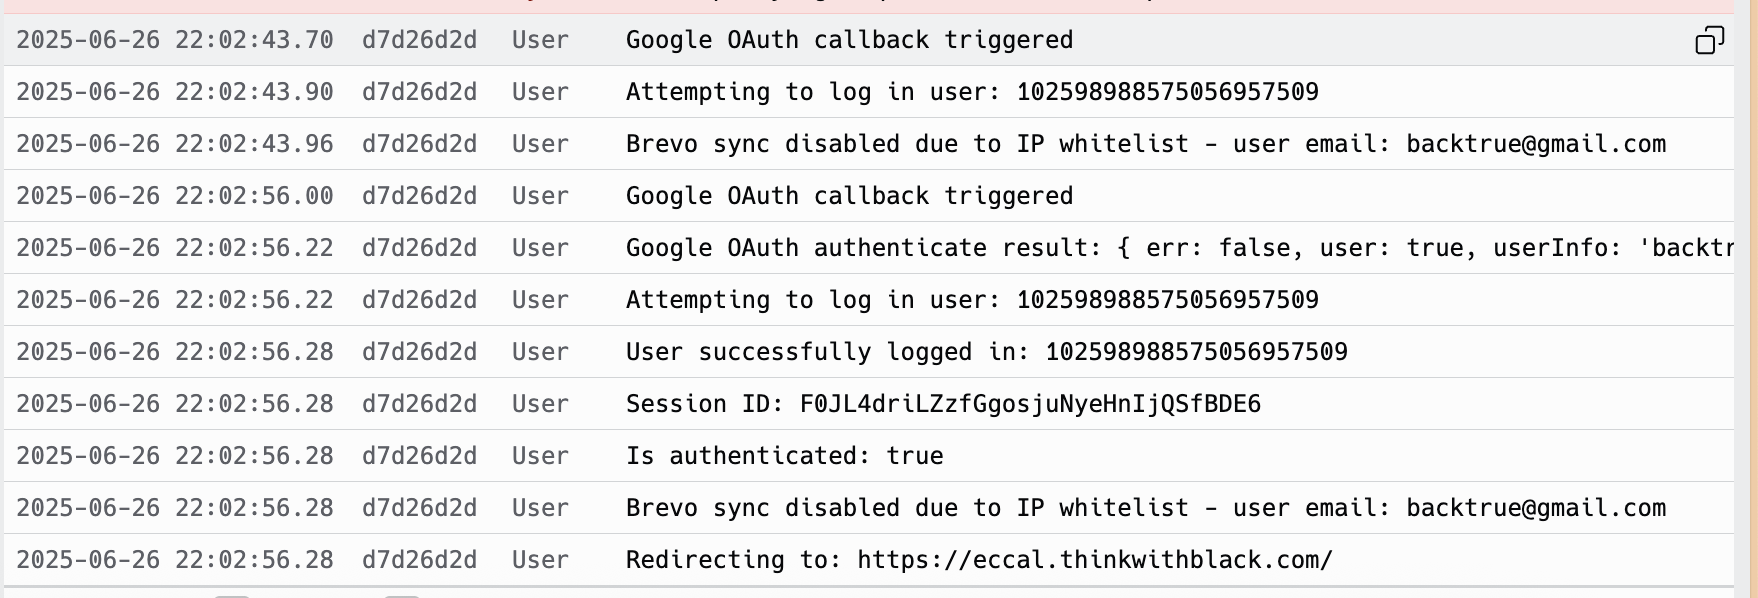 2025-06-26 22:02:43.70 d7d26d2d User Google OAuth callback triggered
2025-06-26 22:02:43.90 d7d26d2d User Attempting to log in user: 102598988575056957509
2025-06-26 22:02:43.96 d7d26d2d User Brevo sync disabled due to IP whitelist - user email: backtrue@gmail.com
2025-06-26 22:02:56.00 d7d26d2d User Google OAuth callback triggered
2025-06-26 22:02:56.22 d7d26d2d User Google OAuth authenticate result: { err: false, user: true, userInfo: 'backtr
2025-06-26 22:02:56.22 d7d26d2d User Attempting to log in user: 102598988575056957509
2025-06-26 22:02:56.28 d7d26d2d User User successfully logged in: 102598988575056957509
2025-06-26 22:02:56.28 d7d26d2d User Session ID: F0JL4driLZzfGgosjuNyeHnIjQSfBDE6
2025-06-26 22:02:56.28 d7d26d2d User Is authenticated: true
2025-06-26 22:02:56.28 d7d26d2d User Brevo sync disabled due to IP whitelist - user email: backtrue@gmail.com
2025-06-26 22:02:56.28 d7d26d2d User Redirecting to: https://eccal.thinkwithblack.com/